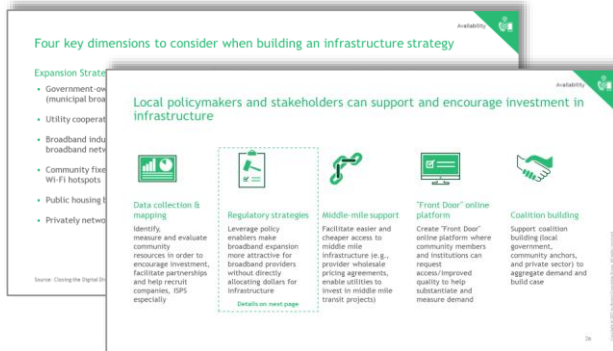 Availability
Four key dimensions to consider when building an infrastructure strategy
Expansion Strate
• Government-ow
(municipal broa
• Utility cooperat
• Broadband indu
broadband netw
• Community fixe
Wi-Fi hotspots
• Public housing b
• Privately netwo
Source: Closing the Digital Di
Availability
Local policymakers and stakeholders can support and encourage investment in
infrastructure
Data collection &
mapping
Identify,
measure and evaluate
community
resources in order to
encourage investment,
facilitate partnerships
and help recruit
companies, ISPS
especially
Regulatory strategies
Leverage policy
enablers make
broadband expansion
more attractive for
broadband providers
without directly
allocating dollars for
infrastructure
Details on next page
Middle-mile support
Facilitate easier and
cheaper access to
middle mile
infrastructure (e.g.,
provider wholesale
pricing agreements,
enable utilities to
invest in middle mile
transit projects)
"Front Door" online
platform
Create "Front Door"
online platform where
community members
and institutions can
request
access/improved
quality to help
substantiate and
measure demand
Coalition building
Support coalition
building (local
government,
community anchors,
and private sector) to
aggregate demand and
build case
26